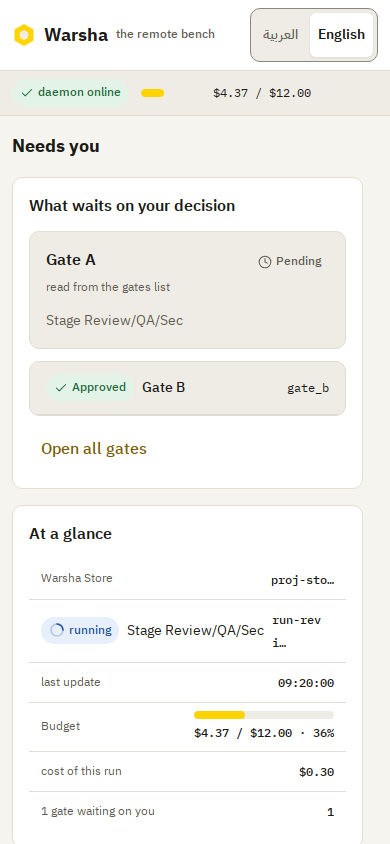 Warsha the remote bench العربية English
daemon online $4.37 / $12.00
Needs you
What waits on your decision
Gate A Pending
read from the gates list
Stage Review/QA/Sec
Approved Gate B gate_b
Open all gates
At a glance
Warsha Store proj-sto…
running Stage Review/QA/Sec run-rev
i…
last update 09:20:00
Budget $4.37 / $12.00 · 36%
cost of this run $0.30
1 gate waiting on you 1